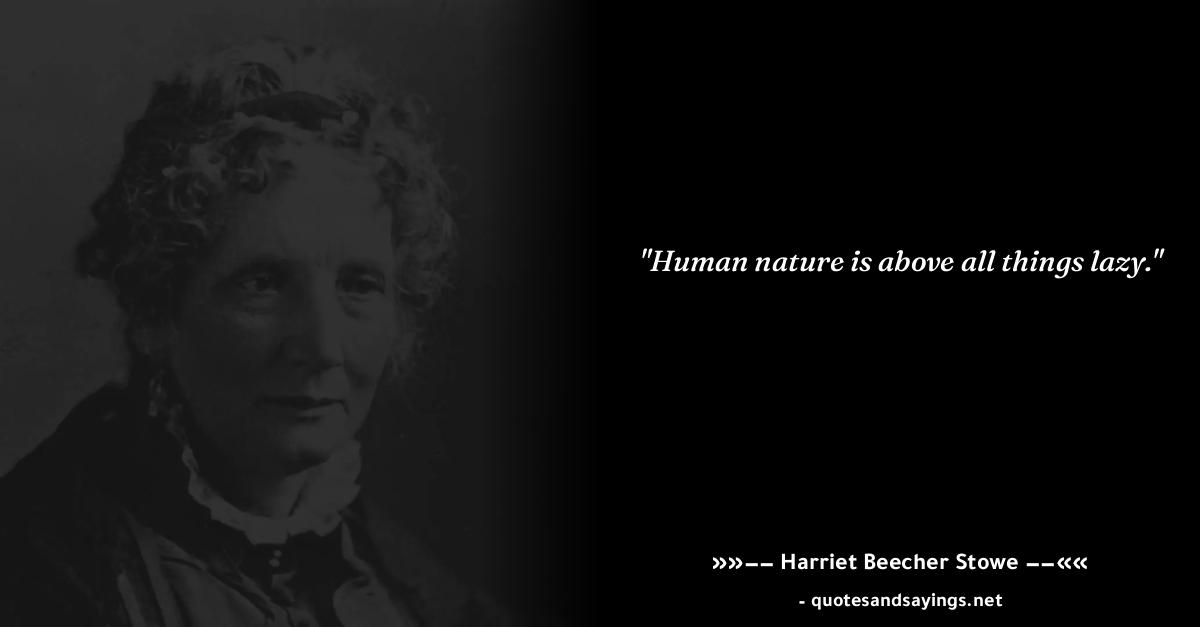 "Human nature is above all things lazy."
»»–– Harriet Beecher Stowe ––««
- quotesandsayings.net